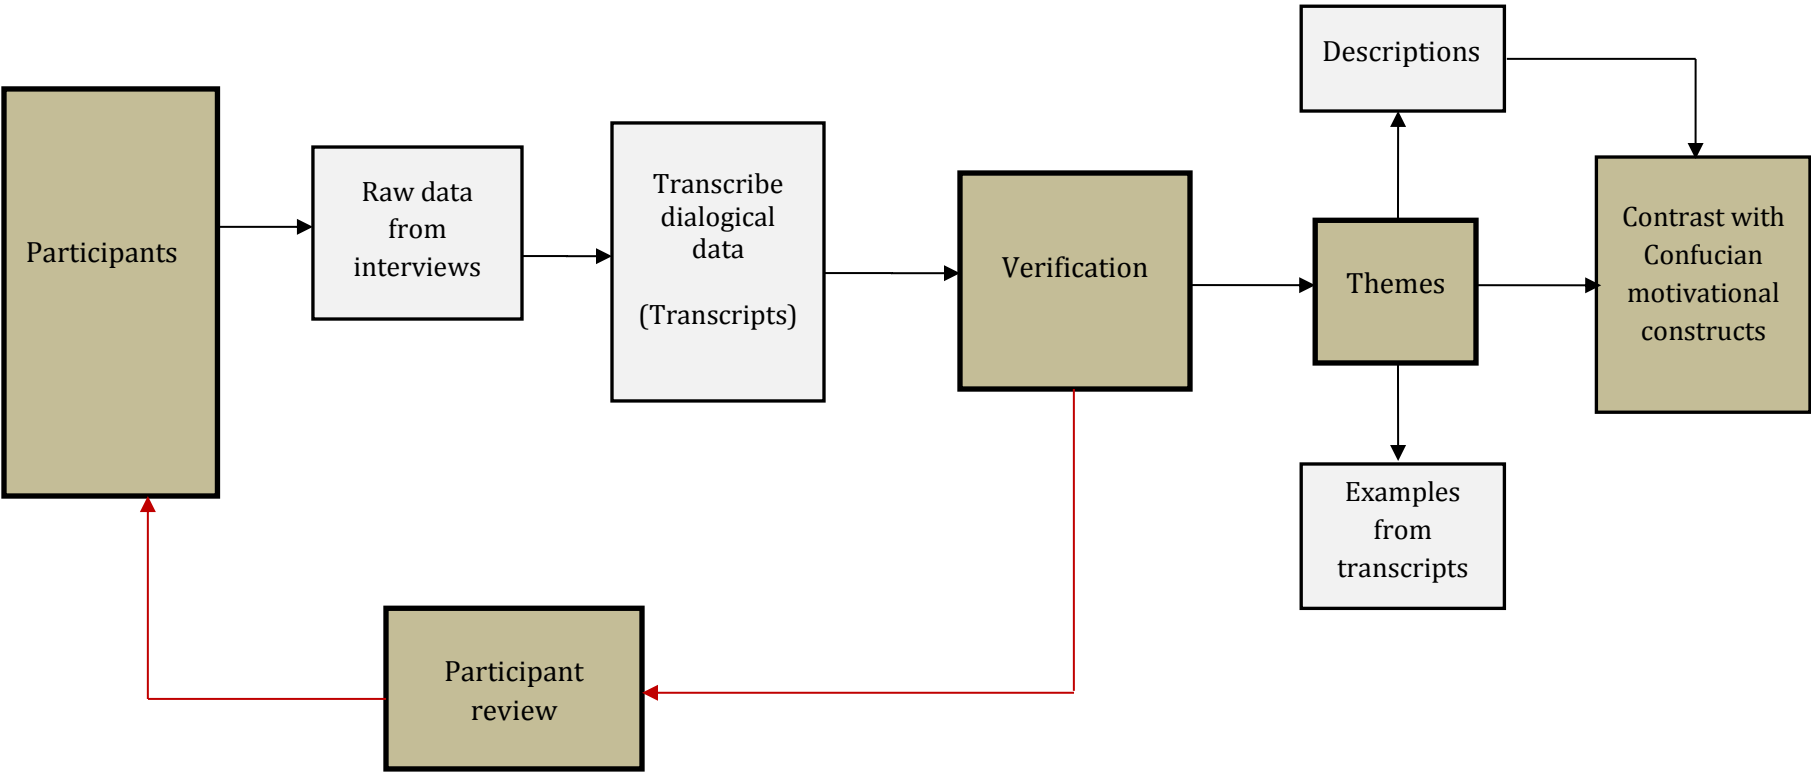 Participants
Raw data
from
interviews
Transcribe
dialogical
data
(Transcripts)
Verification
Themes
Descriptions
Contrast with
Confucian
motivational
constructs
Examples
from
transcripts
Participant
review